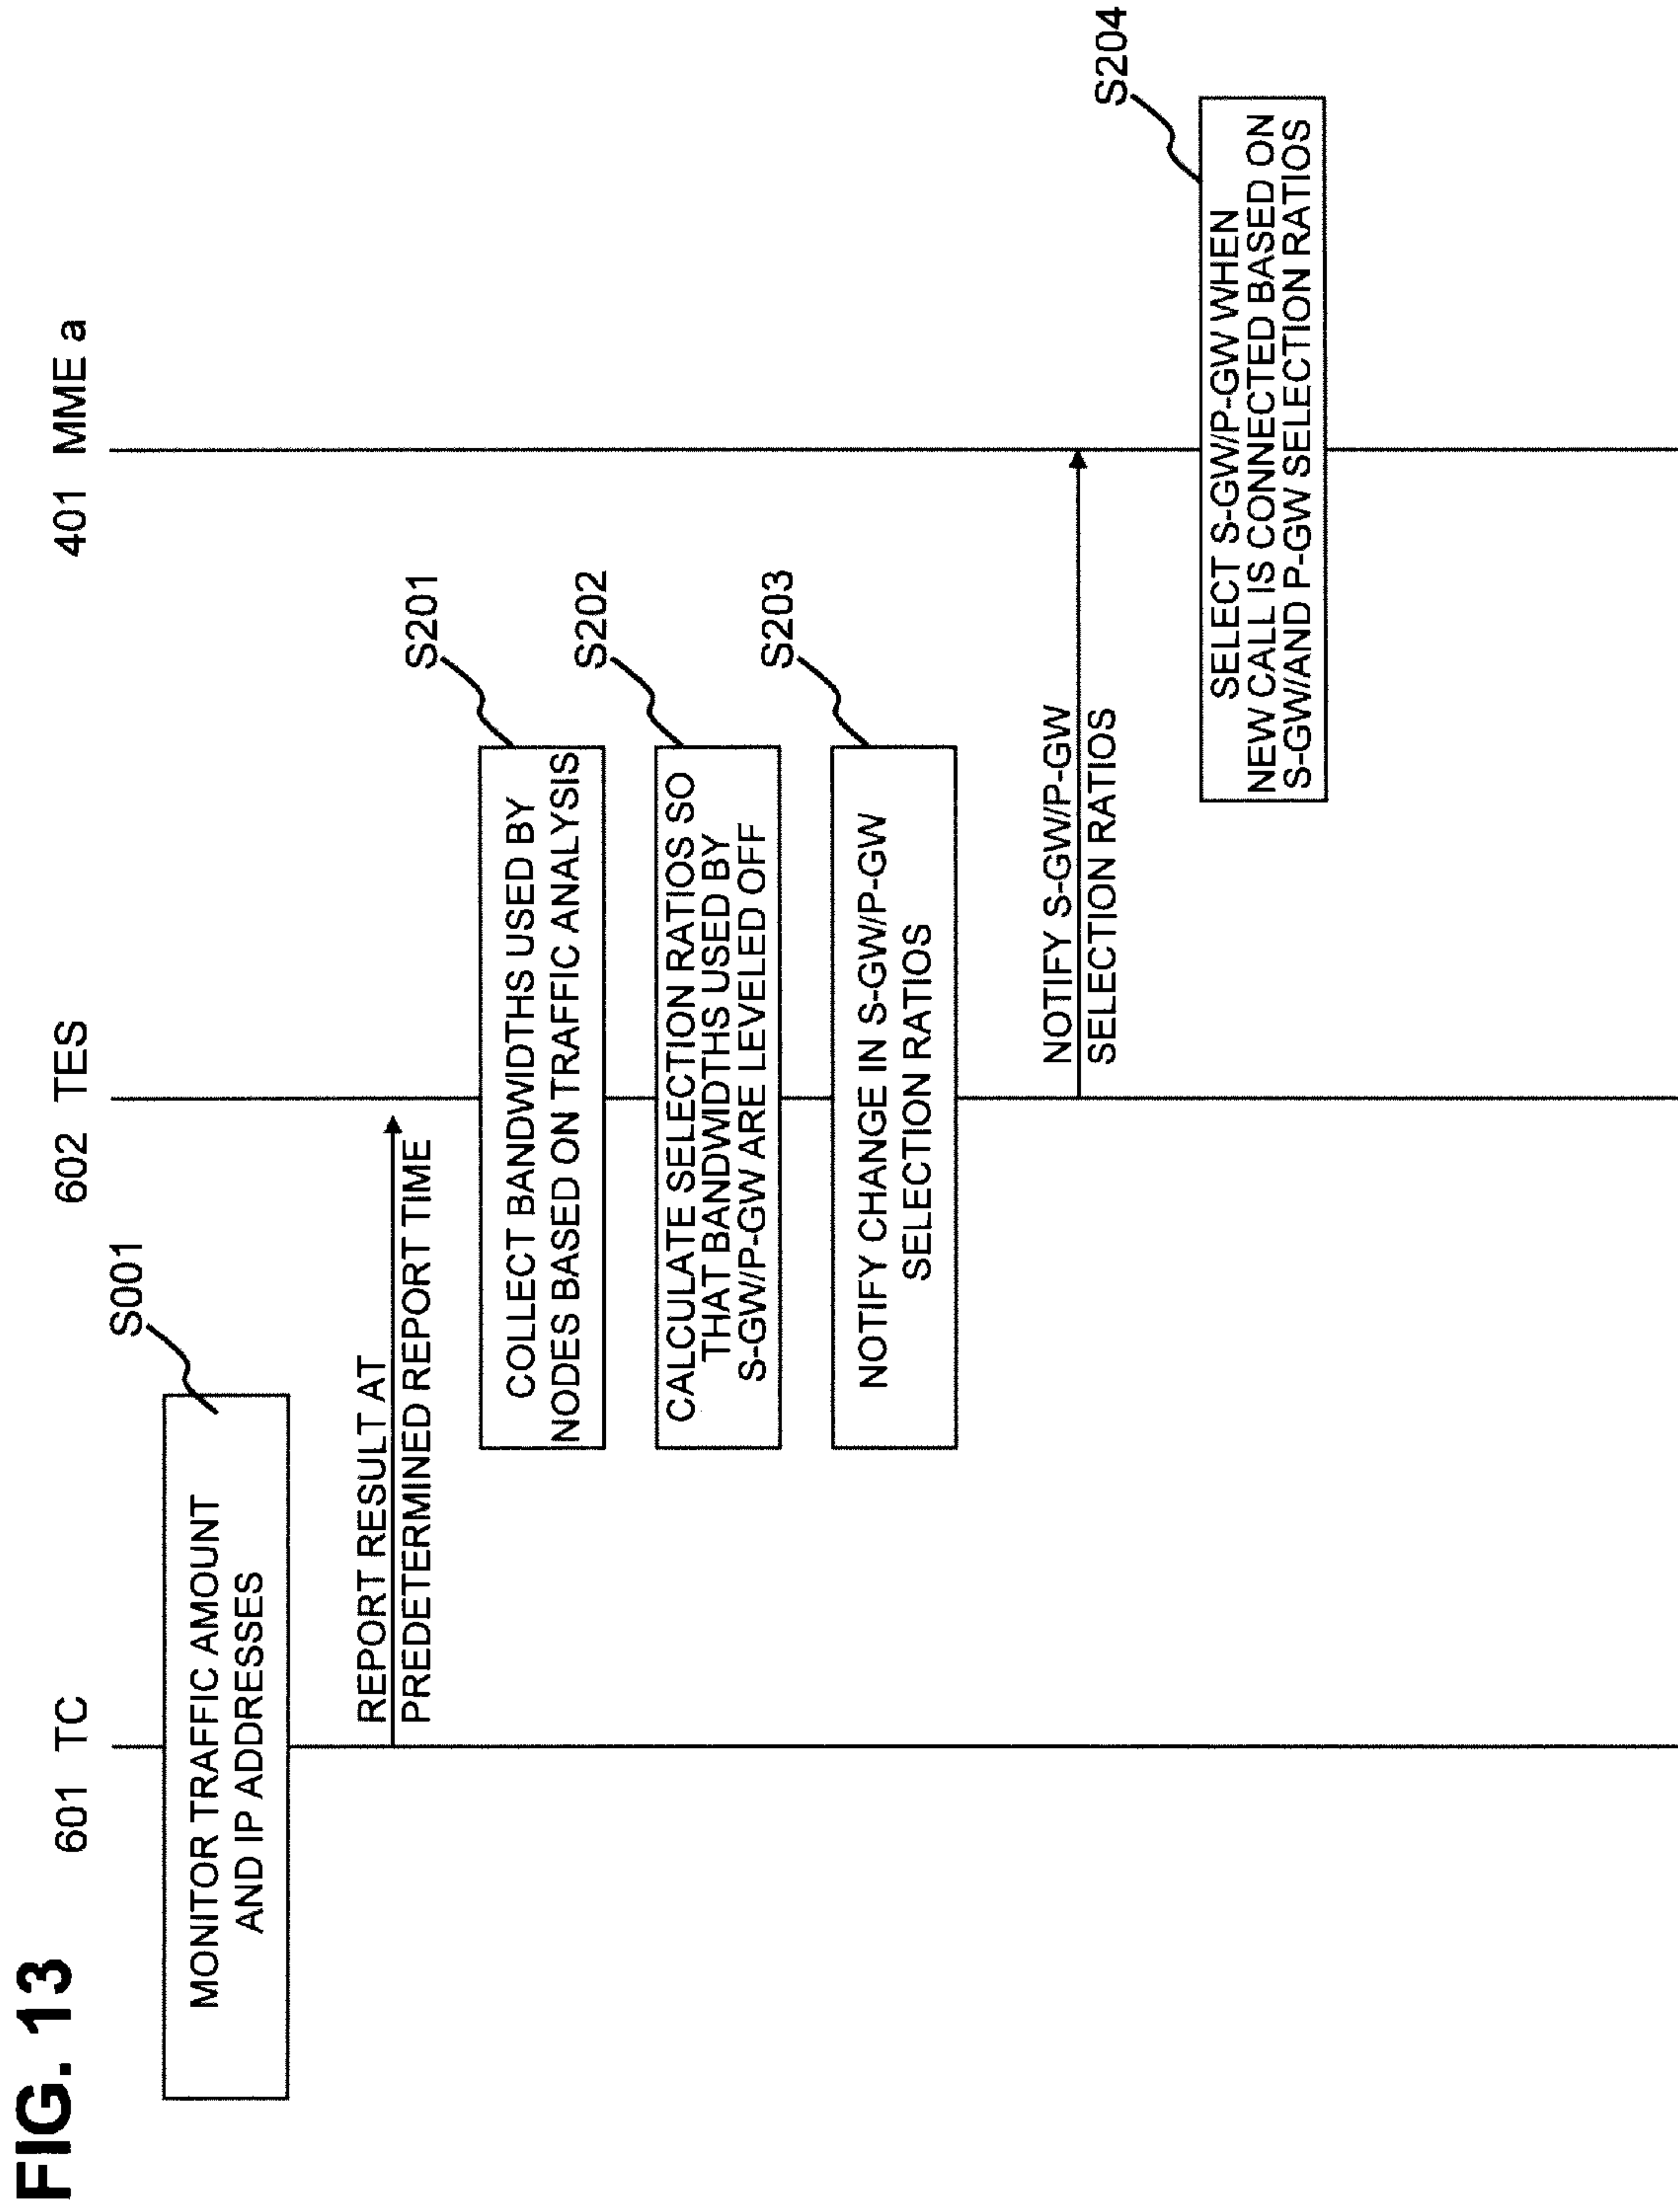 FIG. 13
601 TC
602 TES
401 MME a
S001
MONITOR TRAFFIC AMOUNT
AND IP ADDRESSES
REPORT RESULT AT
PREDETERMINED REPORT TIME
S201
COLLECT BANDWIDTHS USED BY
NODES BASED ON TRAFFIC ANALYSIS
S202
CALCULATE SELECTION RATIOS SO
THAT BANDWIDTHS USED BY
S-GW/P-GW ARE LEVELED OFF
S203
NOTIFY CHANGE IN S-GW/P-GW
SELECTION RATIOS
NOTIFY S-GW/P-GW
SELECTION RATIOS
S204
SELECT S-GW/P-GW WHEN
NEW CALL IS CONNECTED BASED ON
S-GW/AND P-GW SELECTION RATIOS